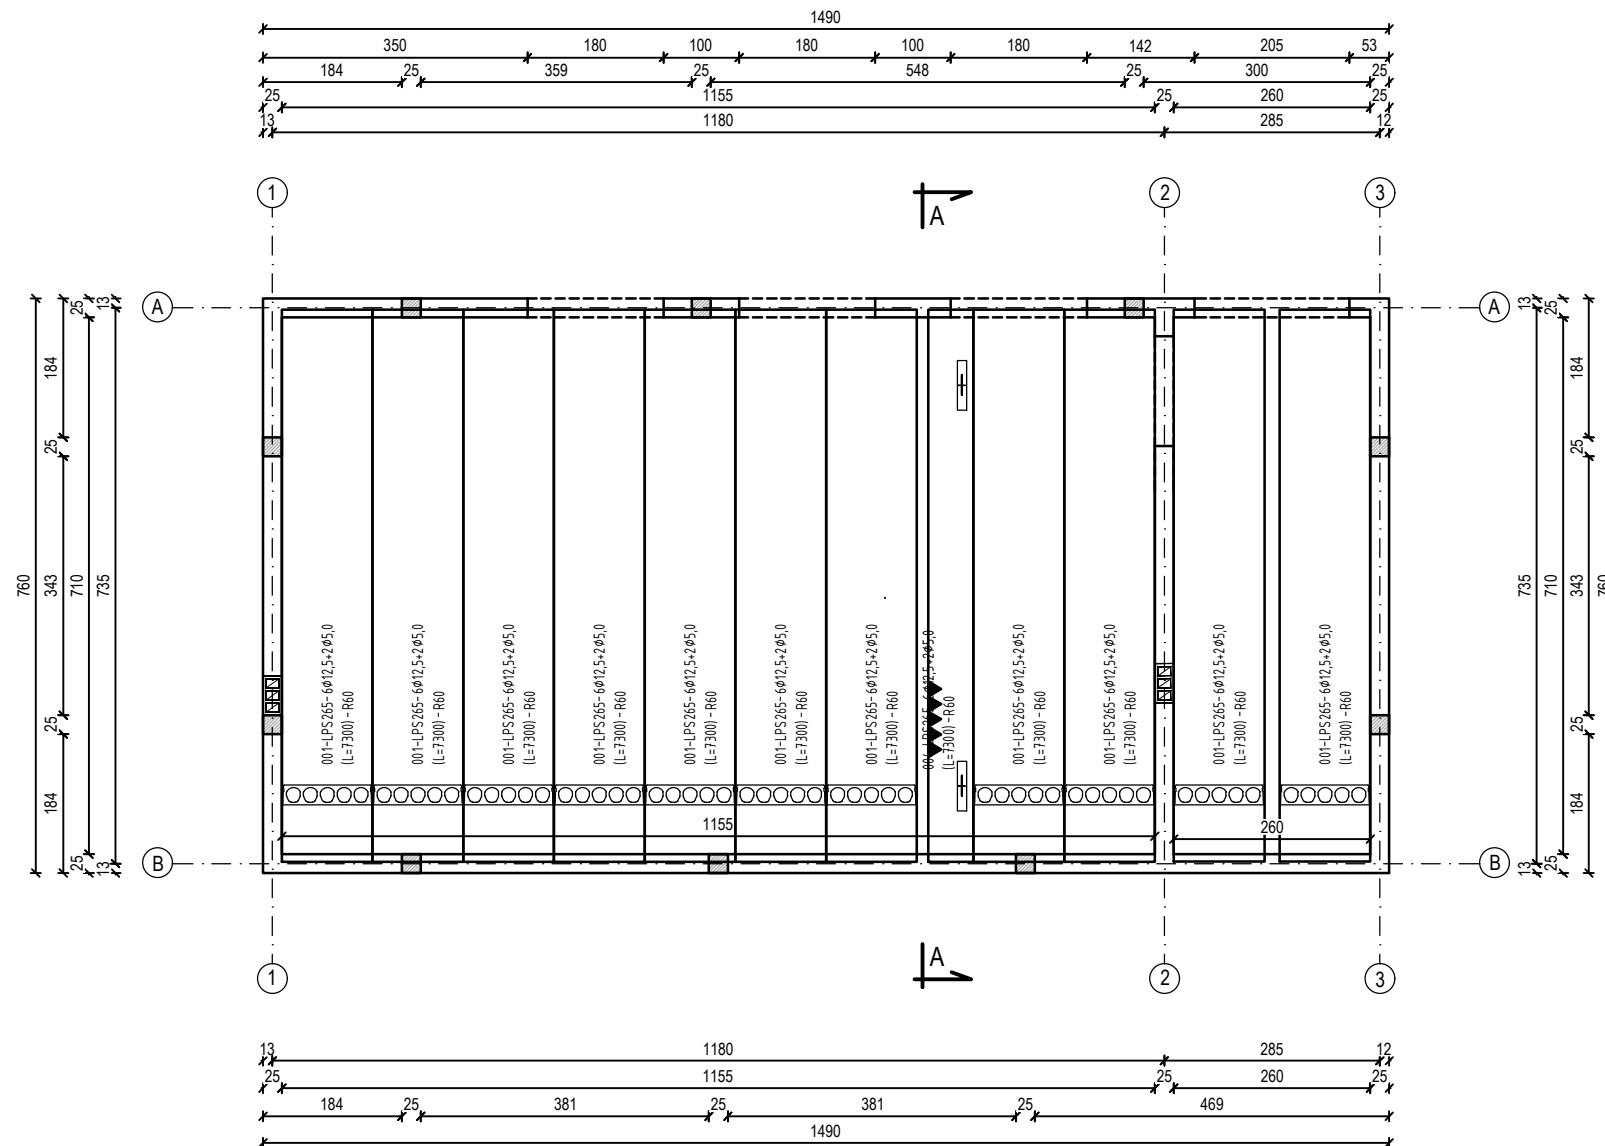 1490
350 180 100 180 100 180 142 205 53
184 25 359 25 548 25 300 25
25 1155 25 260 25
13 1180 285 12
1 2 3
A
A A
760
184 25 343 25 184
25 710 25
13 735 13
13 735 13
25 710 25
184 25 343 25 184
760
001-LPS265-6Ø12,5+2Ø5,0
(L=7300) - R60
001-LPS265-6Ø12,5+2Ø5,0
(L=7300) - R60
001-LPS265-6Ø12,5+2Ø5,0
(L=7300) - R60
001-LPS265-6Ø12,5+2Ø5,0
(L=7300) - R60
001-LPS265-6Ø12,5+2Ø5,0
(L=7300) - R60
001-LPS265-6Ø12,5+2Ø5,0
(L=7300) - R60
001-LPS265-6Ø12,5+2Ø5,0
(L=7300) - R60
(L=7300) - R60
001-LPS265-6Ø12,5+2Ø5,0
(L=7300) - R60
001-LPS265-6Ø12,5+2Ø5,0
(L=7300) - R60
001-LPS265-6Ø12,5+2Ø5,0
(L=7300) - R60
001-LPS265-6Ø12,5+2Ø5,0
(L=7300) - R60
1155 260
B B
A
1 2 3
13 1180 285 12
25 1155 25 260 25
184 25 381 25 381 25 469
1490